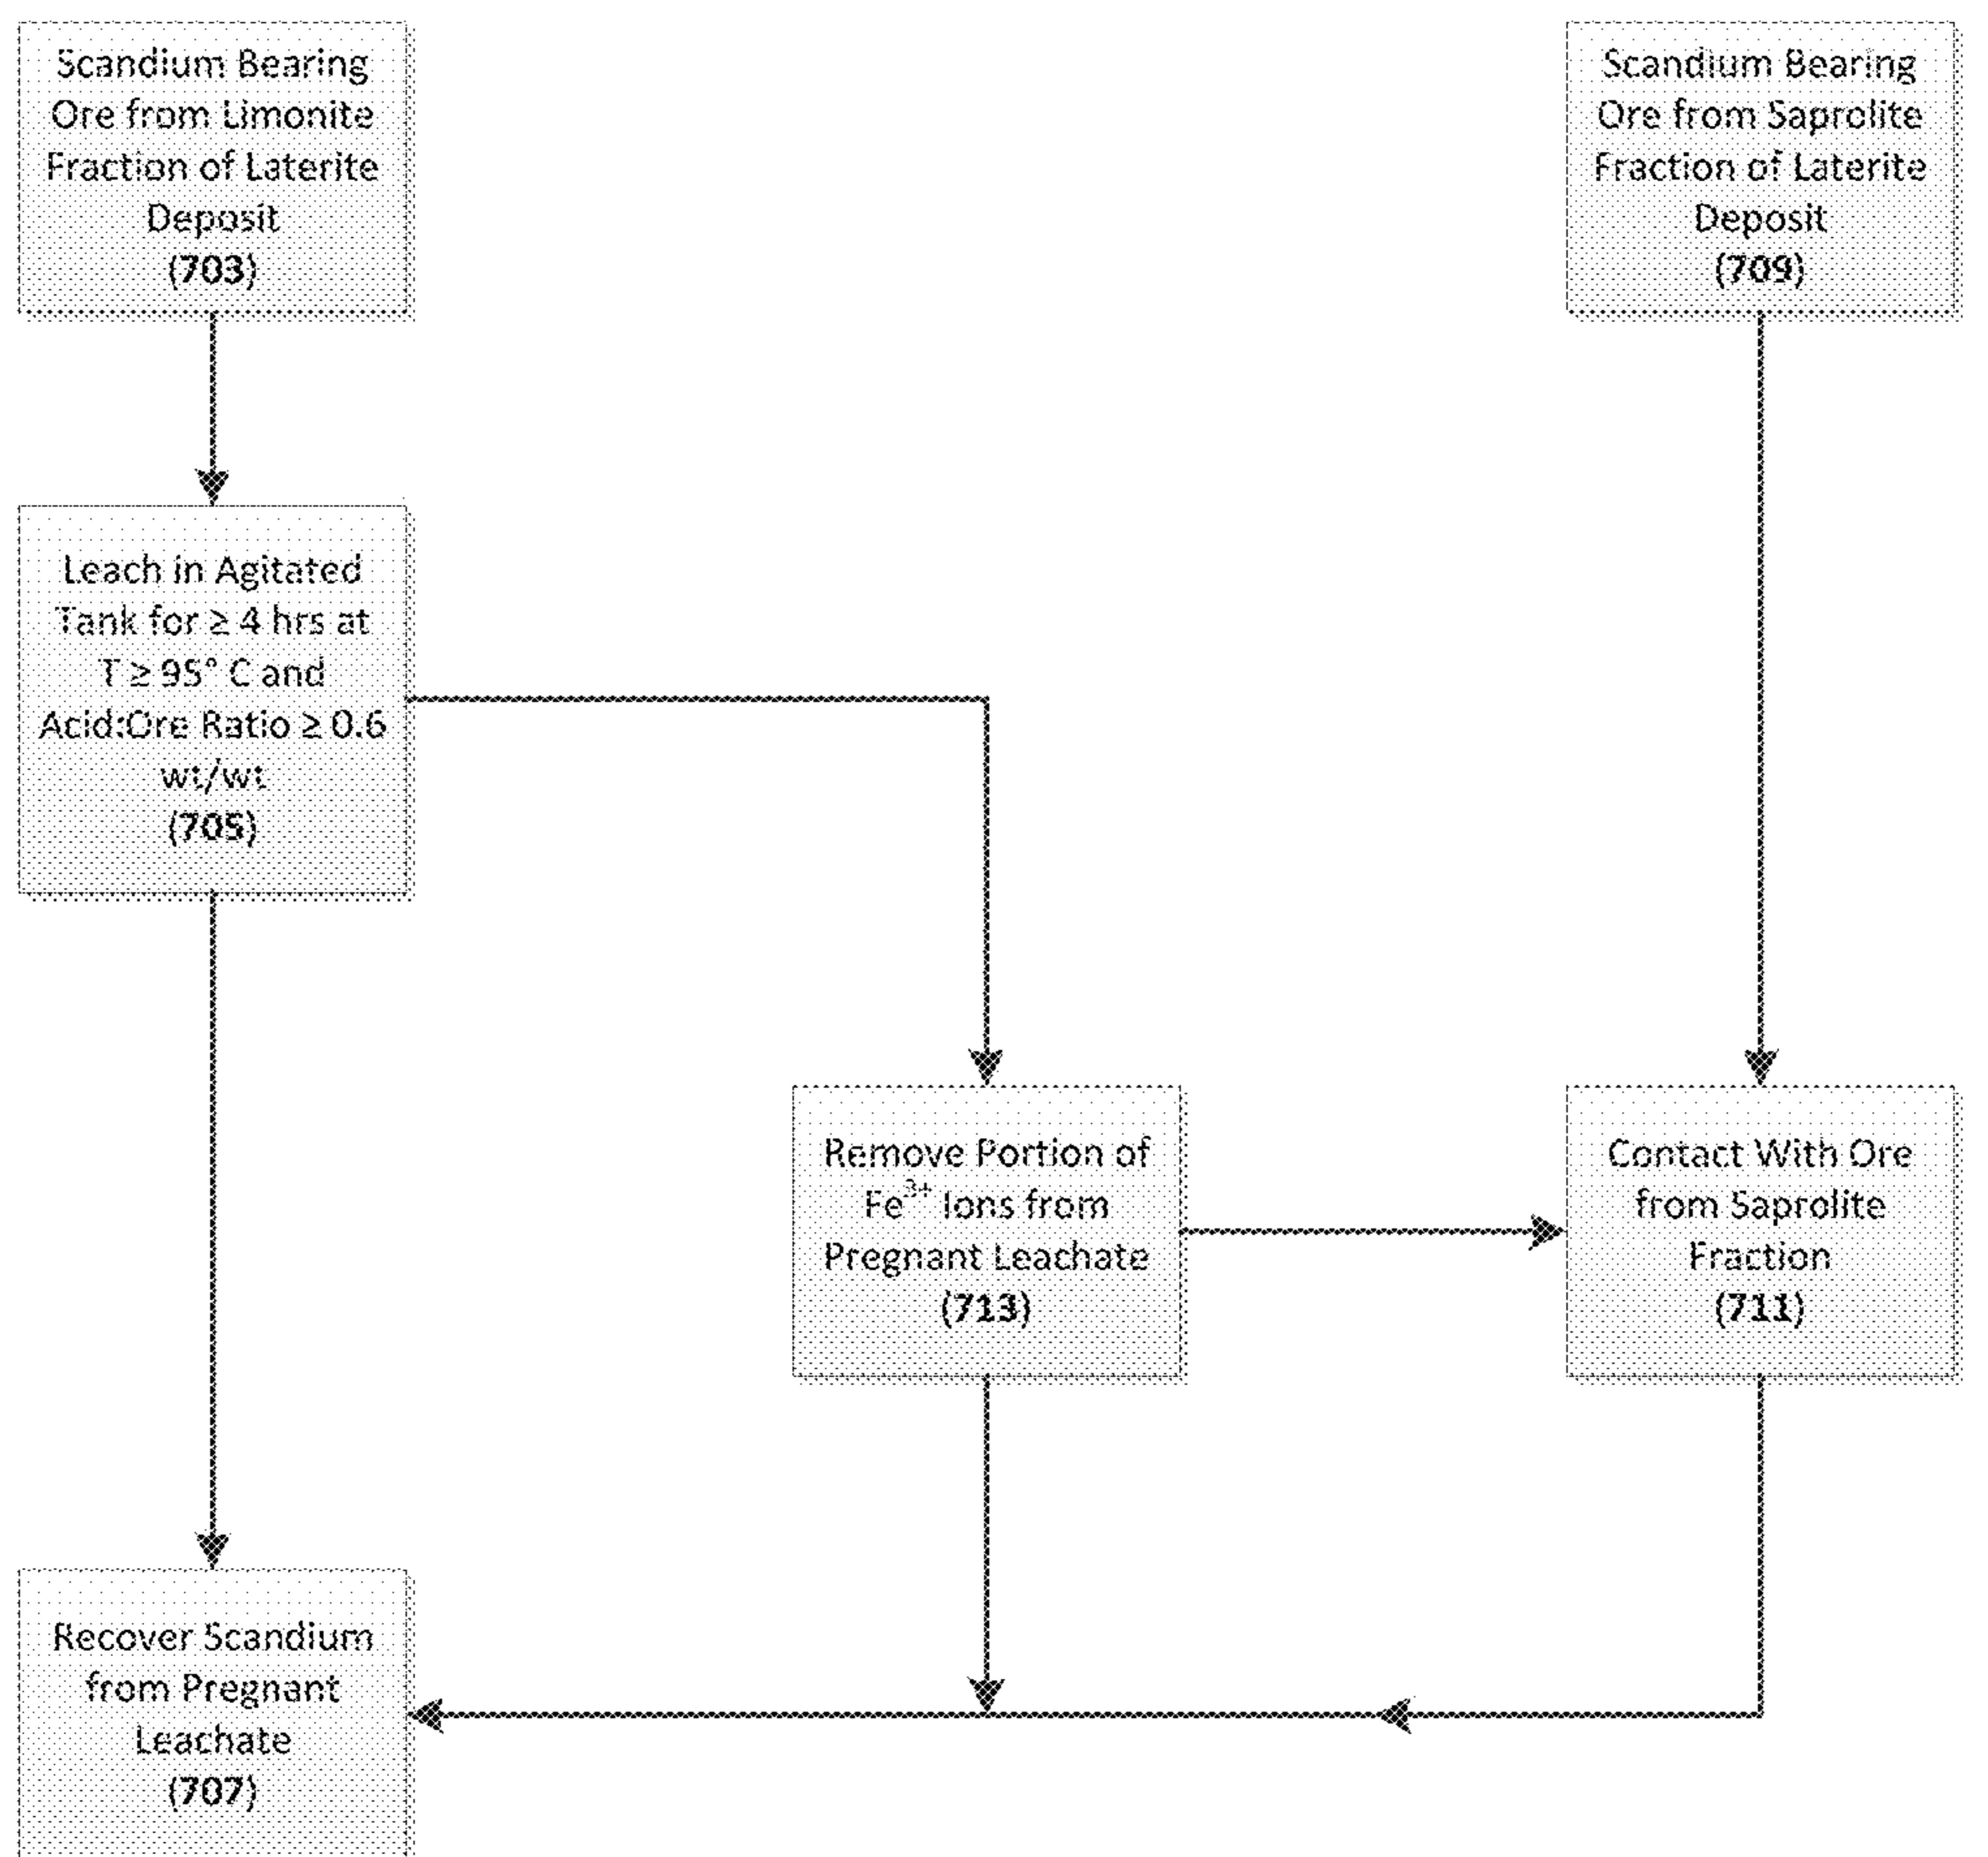 Scandium Bearing
Ore from Limonite
Fraction of Laterite
Deposit
(703)
Scandium Bearing
Ore from Saprolite
Fraction of Laterite
Deposit
(709)
Leach in Agitated
Tank for ≥ 4 hrs at
T ≥ 95° C and
Acid:Ore Ratio ≥ 0.6
wt/wt
(705)
Remove Portion of
Fe³⁺ Ions from
Pregnant Leachate
(713)
Contact With Ore
from Saprolite
Fraction
(711)
Recover Scandium
from Pregnant
Leachate
(707)